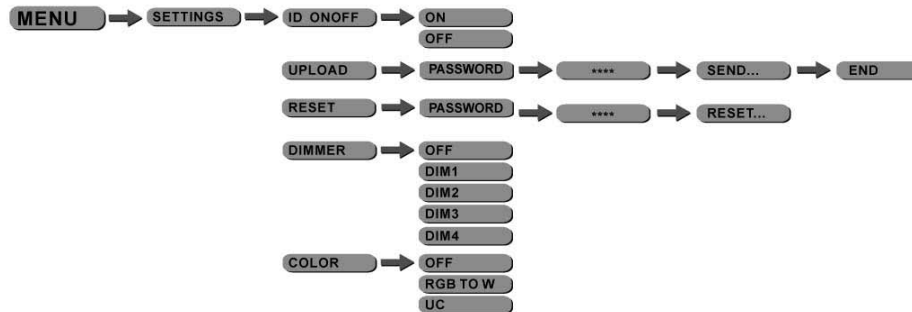 MENU SETTINGS ID ONOFF ON
OFF
UPLOAD PASSWORD **** SEND... END
RESET PASSWORD **** RESET...
DIMMER OFF
DIM1
DIM2
DIM3
DIM4
COLOR OFF
RGB TO W
UC